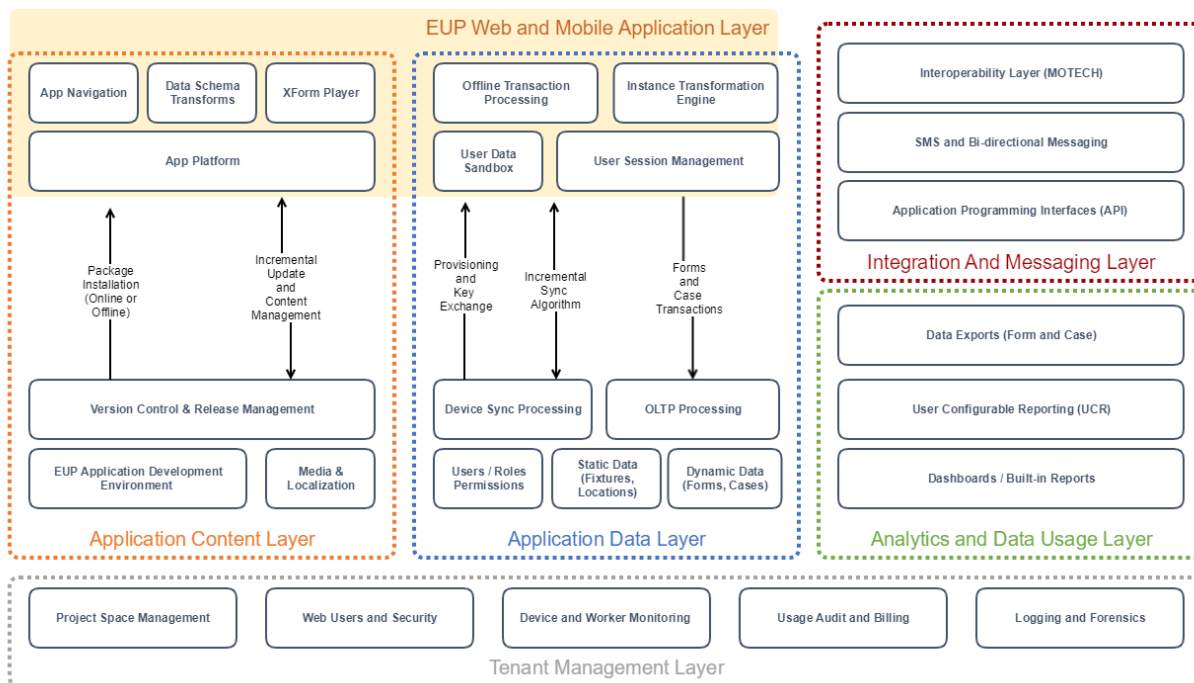 EUP Web and Mobile Application Layer
App Navigation
Data Schema
Transforms
XForm Player
App Platform
Package
Installation
(Online or
Offline)
Incremental
Update
and
Content
Management
Version Control & Release Management
EUP Application Development
Environment
Media &
Localization
Application Content Layer
Offline Transaction
Processing
Instance Transformation
Engine
User Data
Sandbox
User Session Management
Provisioning
and
Key
Exchange
Incremental
Sync
Algorithm
Forms
and
Case
Transactions
Device Sync Processing
OLTP Processing
Users / Roles
Permissions
Static Data
(Fixtures,
Locations)
Dynamic Data
(Forms, Cases)
Application Data Layer
Interoperability Layer (MOTECH)
SMS and Bi-directional Messaging
Application Programming Interfaces (API)
Integration And Messaging Layer
Data Exports (Form and Case)
User Configurable Reporting (UCR)
Dashboards / Built-in Reports
Analytics and Data Usage Layer
Project Space Management
Web Users and Security
Device and Worker Monitoring
Usage Audit and Billing
Logging and Forensics
Tenant Management Layer